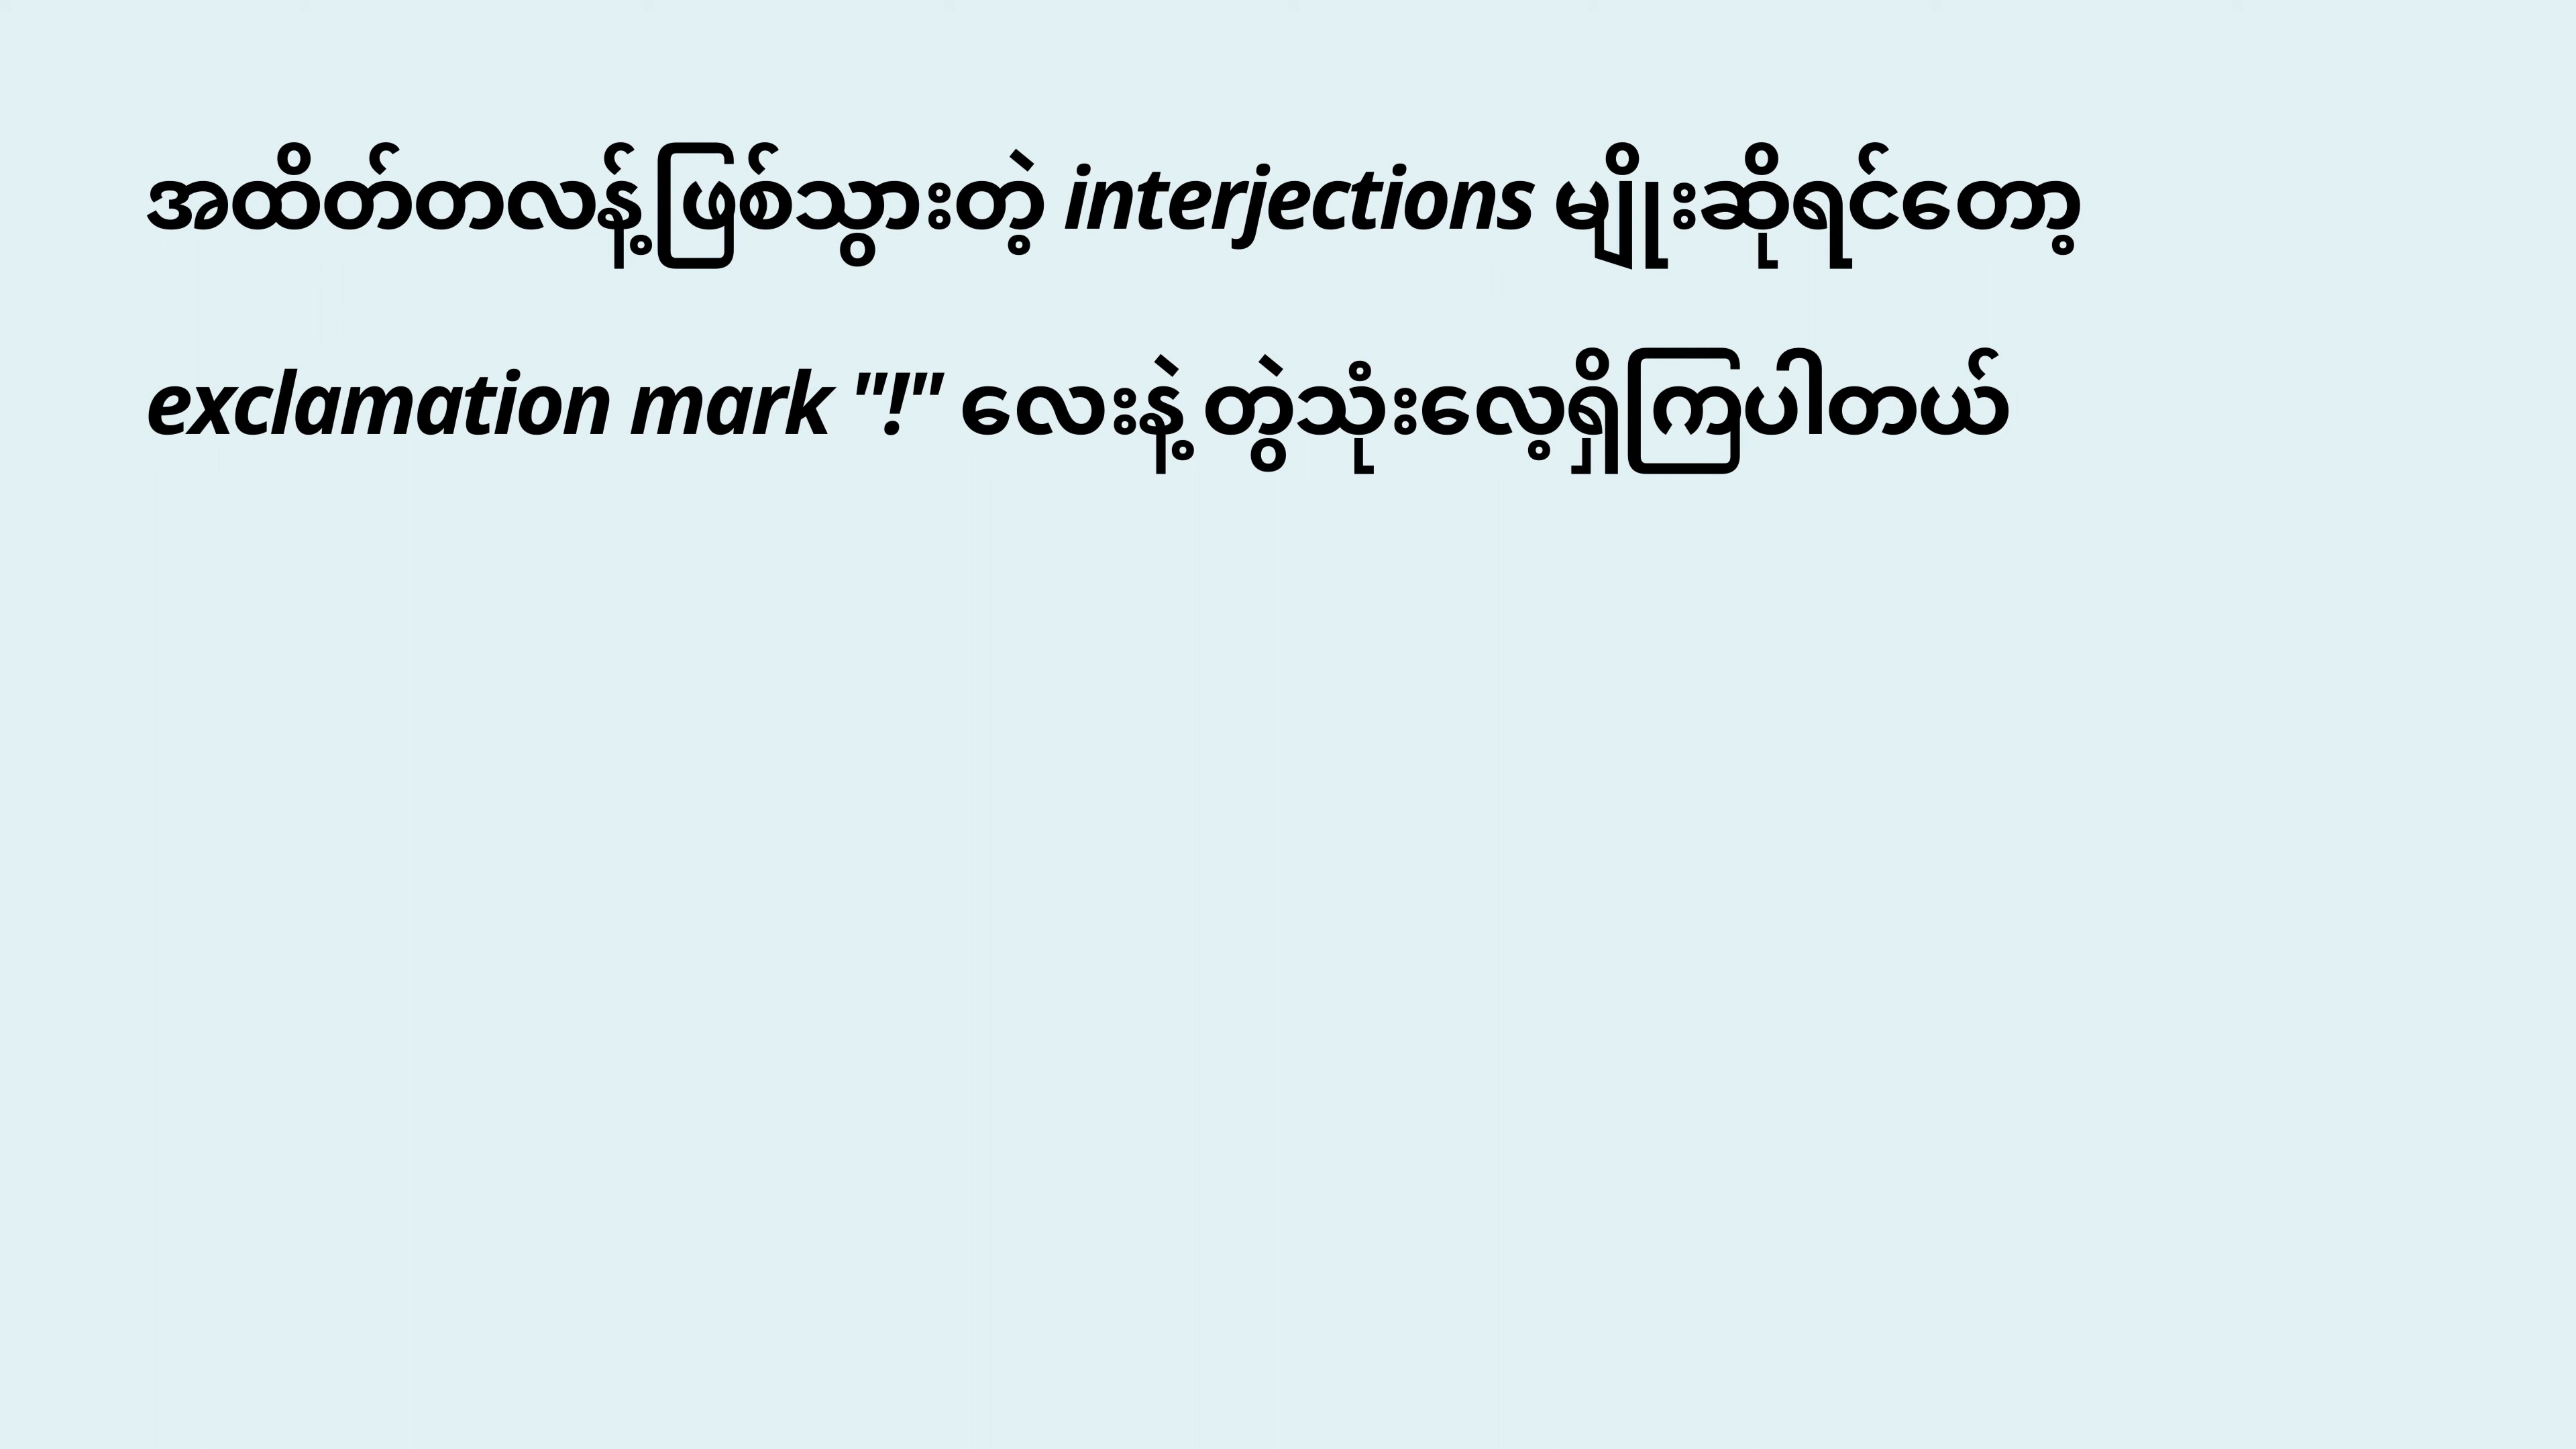 အထိတ်တလန့်ဖြစ်သွားတဲ့ interjections မျိုးဆိုရင်တော့
exclamation mark "!" လေးနဲ့ တွဲသုံးလေ့ရှိကြပါတယ်